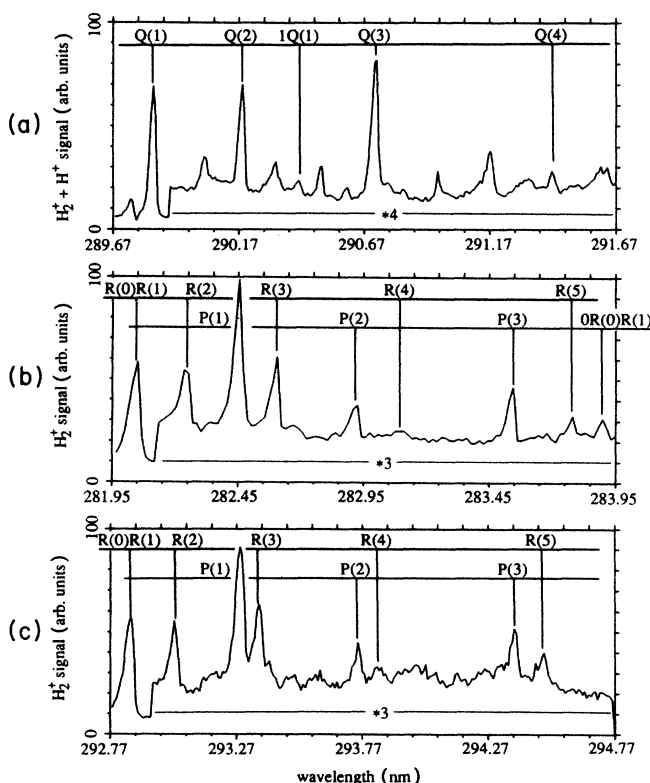 100
Q(1) Q(2) 1Q(1) Q(3) Q(4)
(a)
H₂⁺ + H⁺ signal (arb. units)
*4
0
289.67 290.17 290.67 291.17 291.67
100
R(0)R(1) R(2) R(3) R(4) R(5)
P(1) P(2) P(3) 0R(0)R(1)
(b)
H₂⁺ signal (arb. units)
*3
0
281.95 282.45 282.95 283.45 283.95
100
R(0)R(1) R(2) R(3) R(4) R(5)
P(1) P(2) P(3)
(c)
H₂⁺ signal (arb. units)
*3
0
292.77 293.27 293.77 294.27 294.77
wavelength (nm)